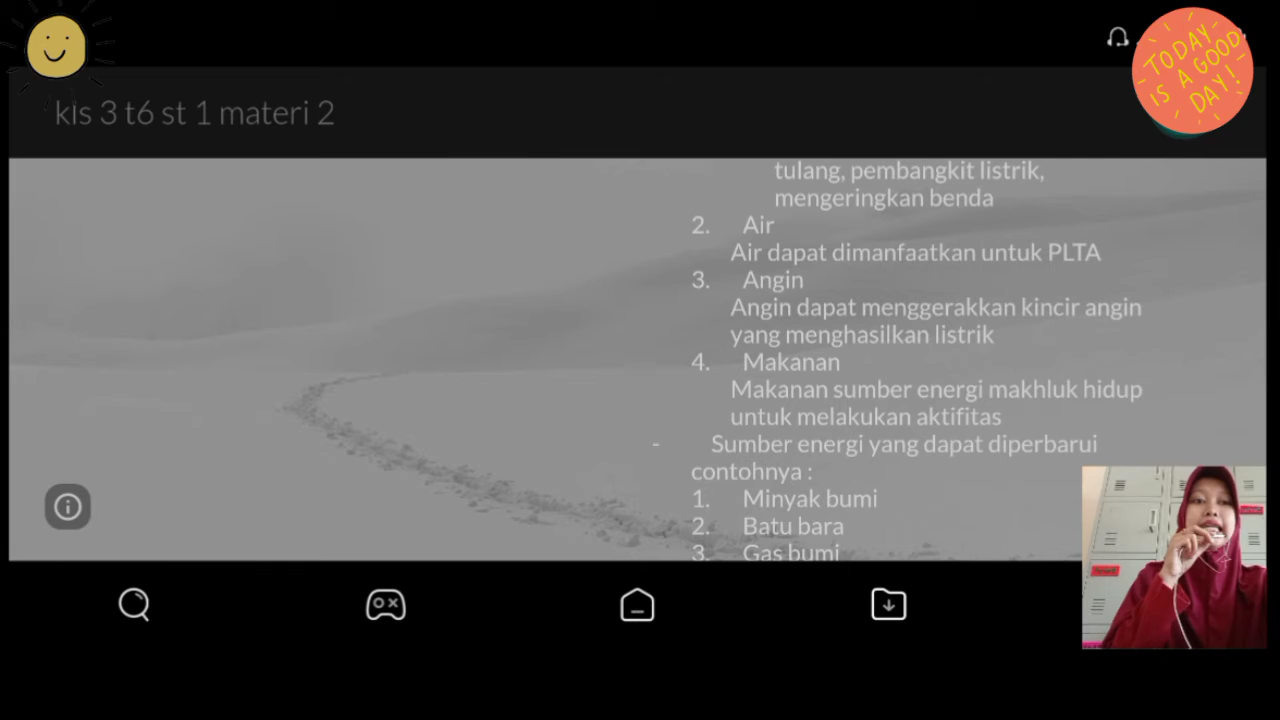 TODAY
IS A GOOD
DAY!
kls 3 t6 st 1 materi 2
tulang, pembangkit listrik,
mengeringkan benda
2. Air
Air dapat dimanfaatkan untuk PLTA
3. Angin
Angin dapat menggerakkan kincir angin
yang menghasilkan listrik
4. Makanan
Makanan sumber energi makhluk hidup
untuk melakukan aktifitas
- Sumber energi yang dapat diperbarui
contohnya :
1. Minyak bumi
2. Batu bara
3. Gas bumi